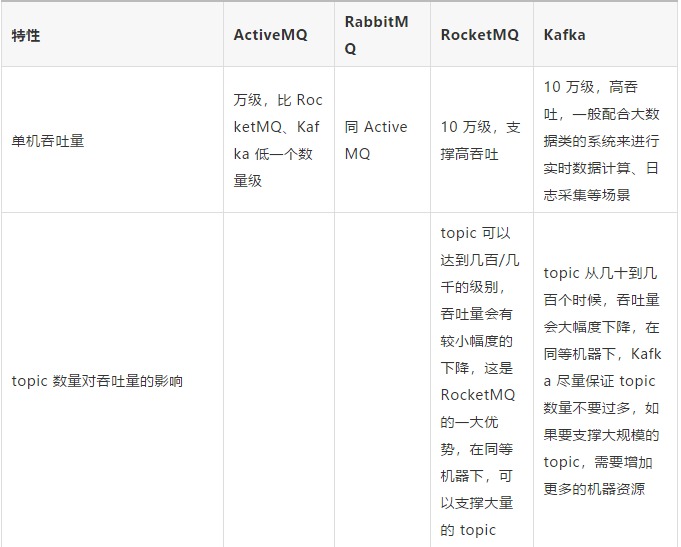 特性
ActiveMQ
RabbitM
Q
RocketMQ
Kafka
单机吞吐量
万级，比 Roc
ketMQ、Kaf
ka 低一个数
量级
同 Active
MQ
10 万级，支
撑高吞吐
10 万级，高吞
吐，一般配合大数
据类的系统来进行
实时数据计算、日
志采集等场景
topic 数量对吞吐量的影响
topic 可以
达到几百/几
千的级别，
吞吐量会有
较小幅度的
下降，这是
RocketMQ
的一大优
势，在同等
机器下，可
以支撑大量
的 topic
topic 从几十到几
百个时候，吞吐量
会大幅度下降，在
同等机器下，Kafk
a 尽量保证 topic
数量不要过多，如
果要支撑大规模的
topic，需要增加
更多的机器资源